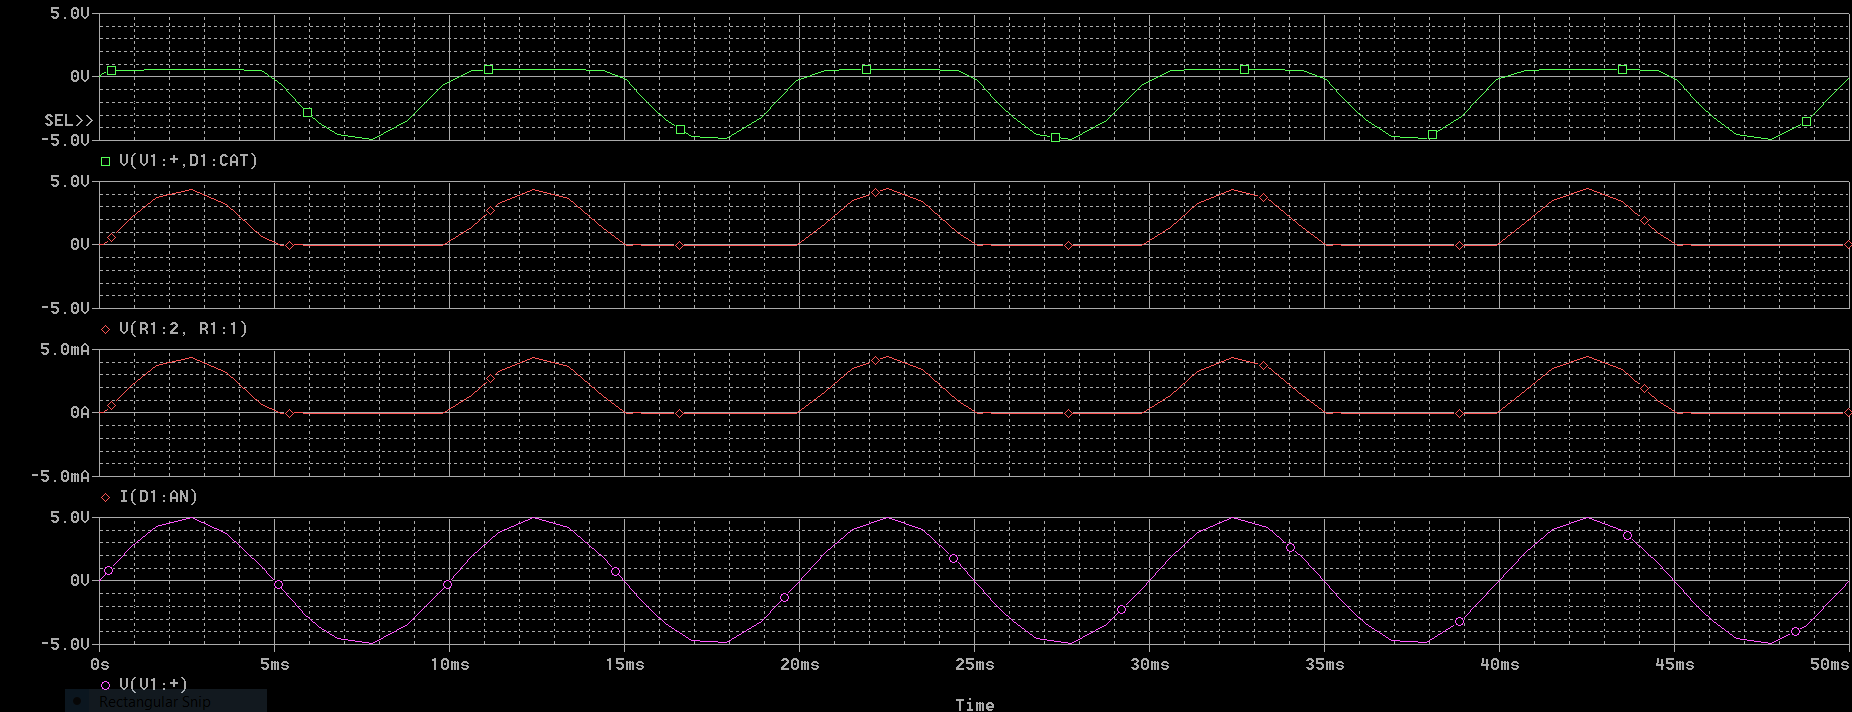 5.0V
0V
SEL>>
-5.0V
V(V1:+,D1:CAT)
5.0V
0V
-5.0V
V(R1:2, R1:1)
5.0mA
0A
-5.0mA
I(D1:AN)
5.0V
0V
-5.0V
0s 5ms 10ms 15ms 20ms 25ms 30ms 35ms 40ms 45ms 50ms
V(V1:+)
Rectangular Snip
Time